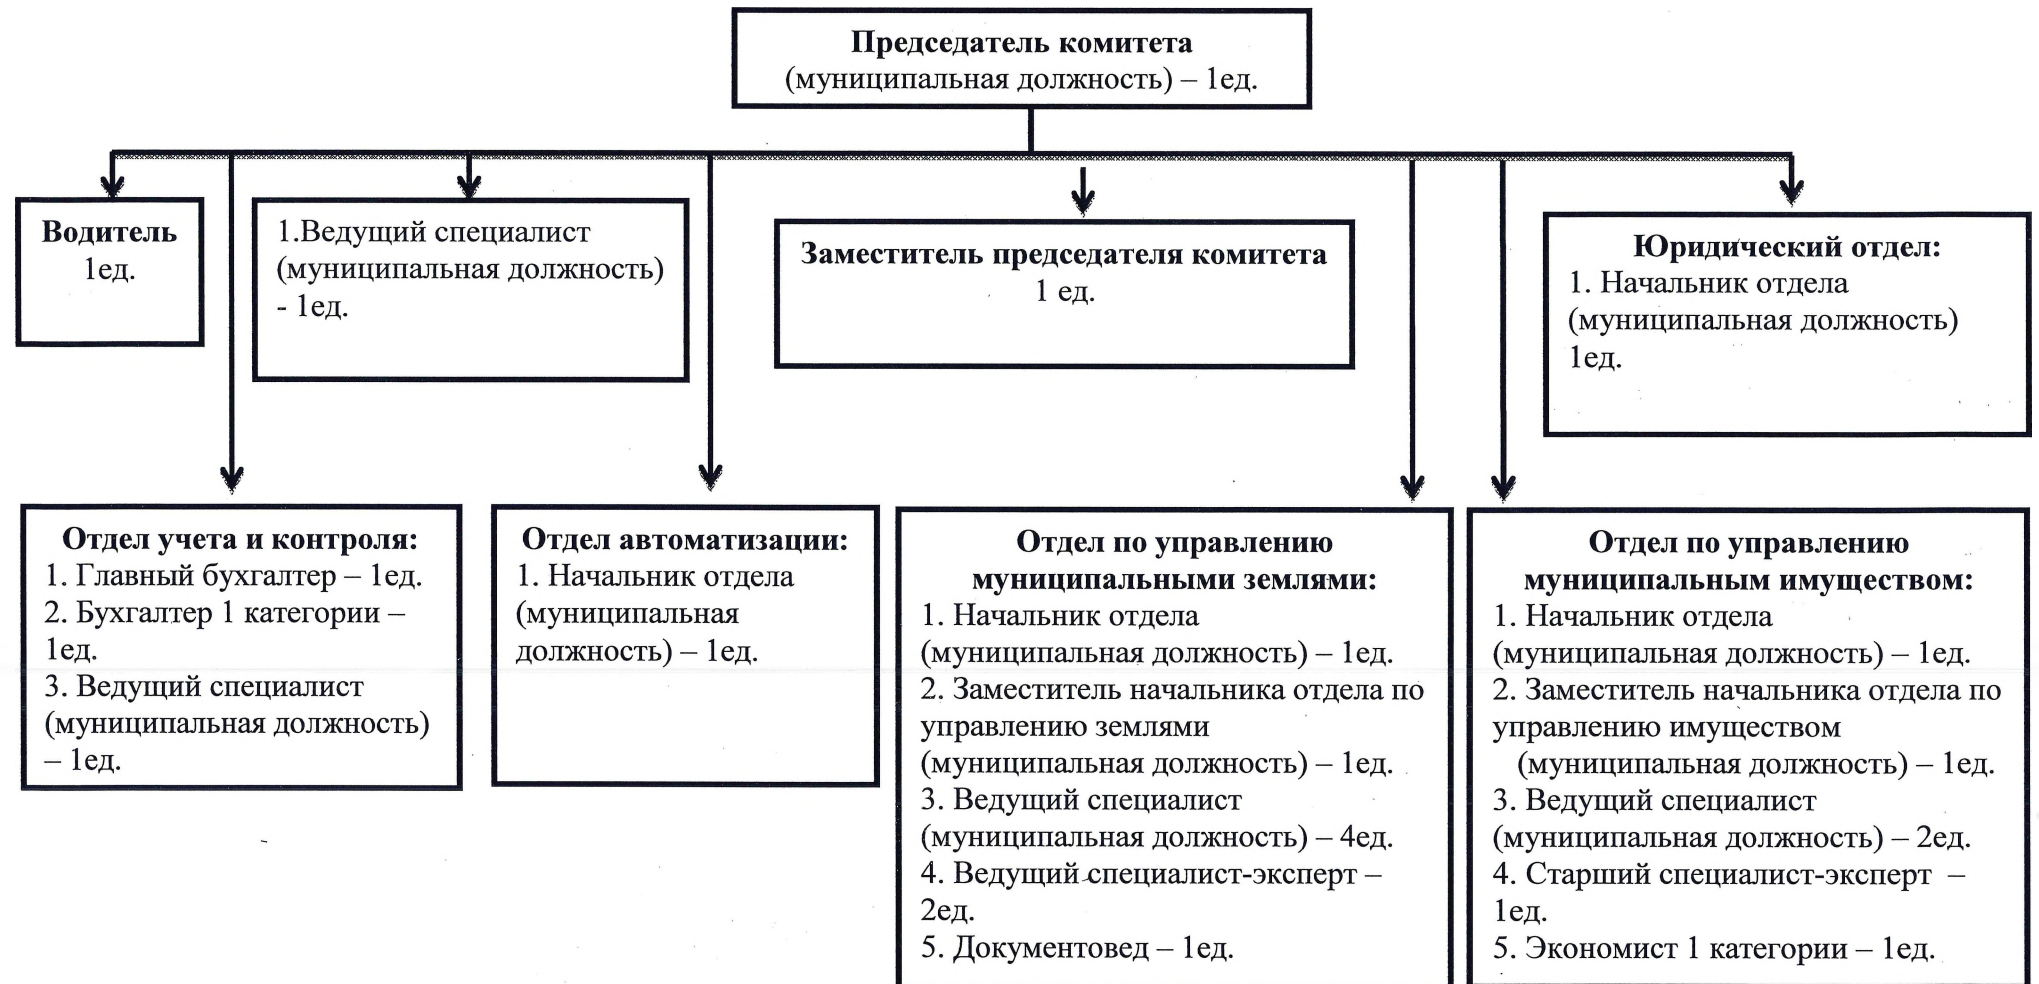 Председатель комитета
(муниципальная должность) – 1ед.
Водитель
1ед.
1.Ведущий специалист
(муниципальная должность)
- 1ед.
Заместитель председателя комитета
1 ед.
Юридический отдел:
1. Начальник отдела
(муниципальная должность)
1ед.
Отдел учета и контроля:
1. Главный бухгалтер – 1ед.
2. Бухгалтер 1 категории –
1ед.
3. Ведущий специалист
(муниципальная должность)
– 1ед.
Отдел автоматизации:
1. Начальник отдела
(муниципальная
должность) – 1ед.
Отдел по управлению
муниципальными землями:
1. Начальник отдела
(муниципальная должность) – 1ед.
2. Заместитель начальника отдела по
управлению землями
(муниципальная должность) – 1ед.
3. Ведущий специалист
(муниципальная должность) – 4ед.
4. Ведущий специалист-эксперт –
2ед.
5. Документовед – 1ед.
Отдел по управлению
муниципальным имуществом:
1. Начальник отдела
(муниципальная должность) – 1ед.
2. Заместитель начальника отдела по
управлению имуществом
(муниципальная должность) – 1ед.
3. Ведущий специалист
(муниципальная должность) – 2ед.
4. Старший специалист-эксперт –
1ед.
5. Экономист 1 категории – 1ед.